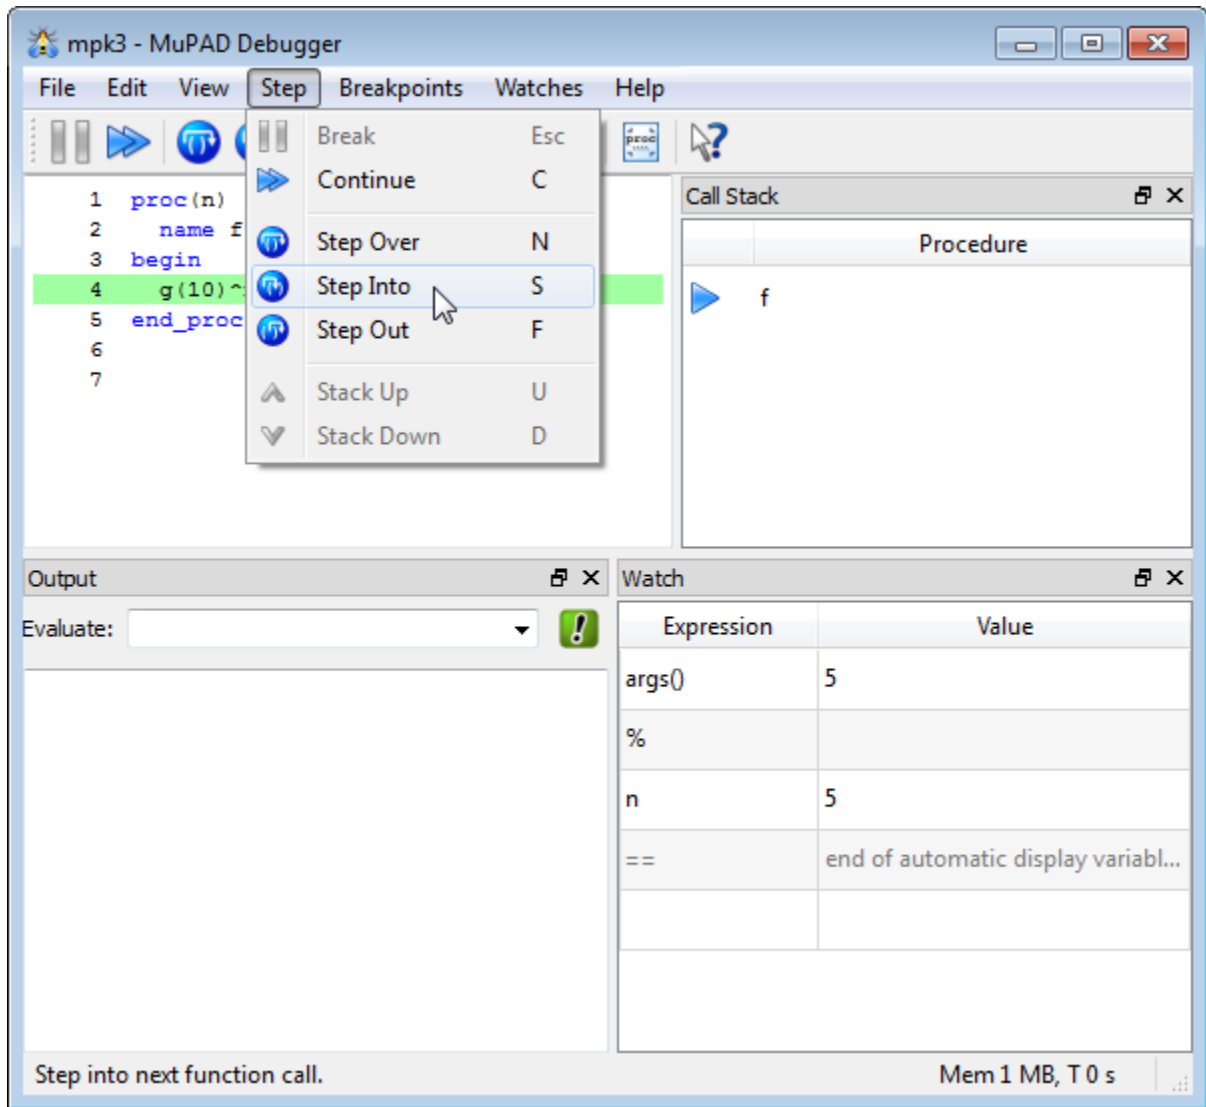 mpk3 - MuPAD Debugger
File Edit View Step Breakpoints Watches Help
proc
Break Esc
Continue C
Step Over N
Step Into S
Step Out F
Stack Up U
Stack Down D
1 proc(n)
2 name f
3 begin
4 g(10)^
5 end_proc
6
7
Call Stack
Procedure
f
Output
Evaluate:
Watch
Expression Value
args() 5
%
n 5
== end of automatic display variabl...
Step into next function call.
Mem 1 MB, T 0 s